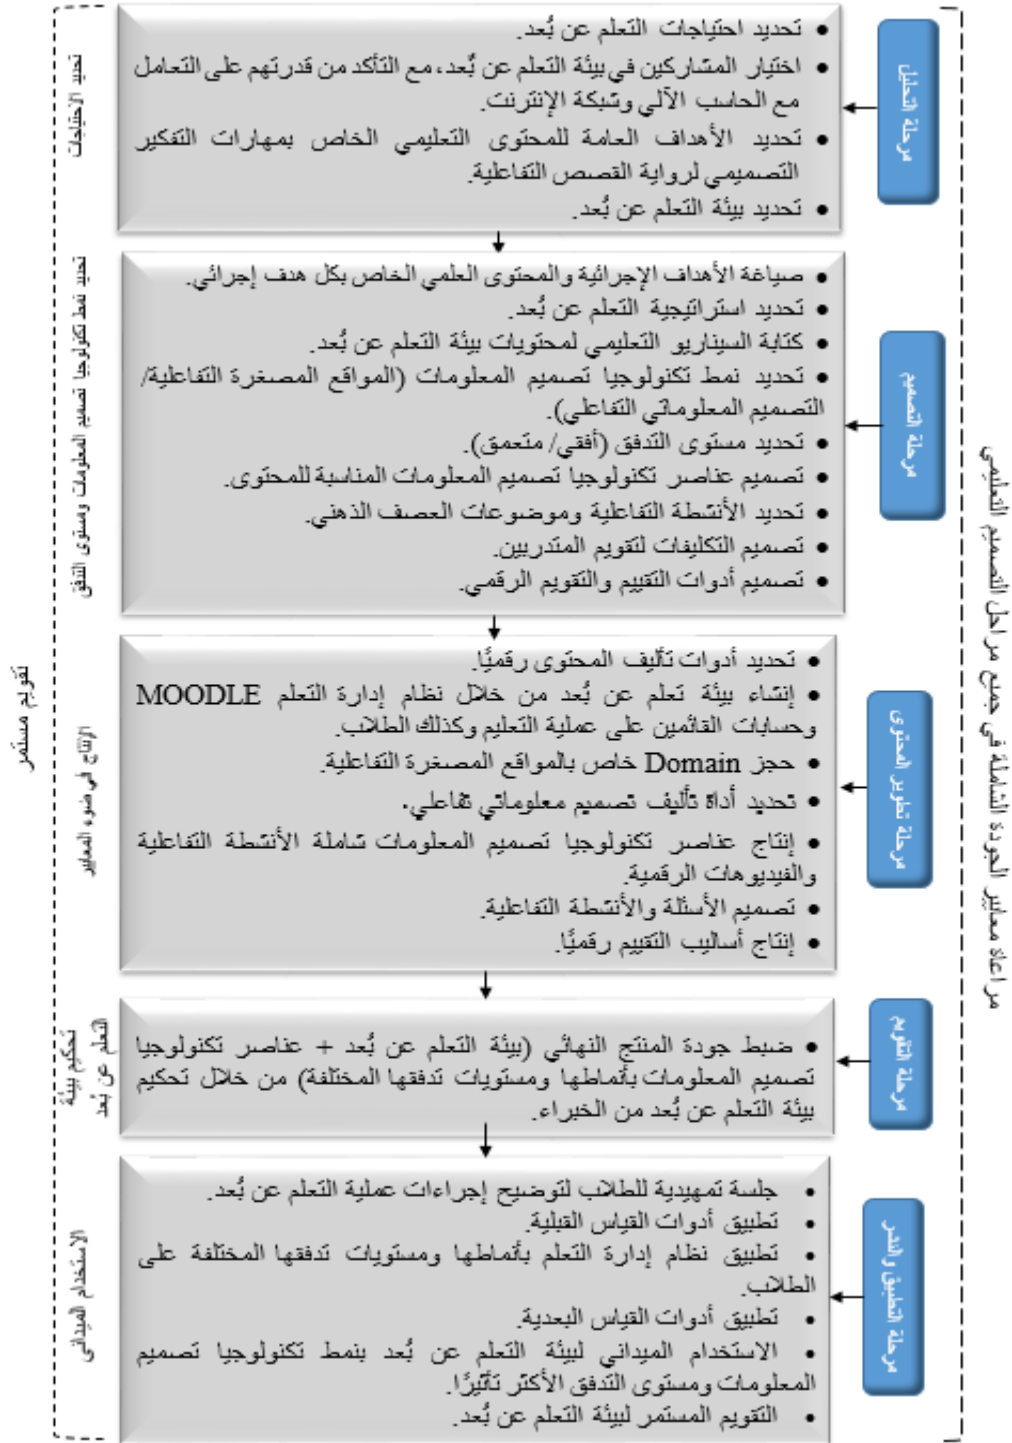 مراعاة معايير الجودة الشاملة في جميع مراحل التصميم التعليمي
مرحلة التحليل
• تحديد احتياجات التعلم عن بُعد.
• اختيار المشاركين في بيئة التعلم عن بُعد، مع التأكد من قدرتهم على التعامل
مع الحاسب الآلي وشبكة الإنترنت.
• تحديد الأهداف العامة للمحتوى التعليمي الخاص بمهارات التفكير
التصميمي لرواية القصص التفاعلية.
• تحديد بيئة التعلم عن بُعد.
تحديد الاحتياجات
مرحلة التصميم
• صياغة الأهداف الإجرائية والمحتوى العلمي الخاص بكل هدف إجرائي.
• تحديد استراتيجية التعلم عن بُعد.
• كتابة السيناريو التعليمي لمحتويات بيئة التعلم عن بُعد.
• تحديد نمط تكنولوجيا تصميم المعلومات (المواقع المصغرة التفاعلية/
التصميم المعلوماتي التفاعلي).
• تحديد مستوى التدفق (أفقي/ متعمق).
• تصميم عناصر تكنولوجيا تصميم المعلومات المناسبة للمحتوى.
• تحديد الأنشطة التفاعلية وموضوعات العصف الذهني.
• تصميم التكليفات لتقويم المتدربين.
• تصميم أدوات التقييم والتقويم الرقمي.
تحديد نمط تكنولوجيا تصميم المعلومات ومستوى التدفق
مرحلة تطوير المحتوى
• تحديد أدوات تأليف المحتوى رقميًا.
• إنشاء بيئة تعلم عن بُعد من خلال نظام إدارة التعلم MOODLE
وحسابات القائمين على عملية التعليم وكذلك الطلاب.
• حجز Domain خاص بالمواقع المصغرة التفاعلية.
• تحديد أداة تأليف تصميم معلوماتي تفاعلي.
• إنتاج عناصر تكنولوجيا تصميم المعلومات شاملة الأنشطة التفاعلية
والفيديوهات الرقمية.
• تصميم الأسئلة والأنشطة التفاعلية.
• إنتاج أساليب التقييم رقميًا.
الإنتاج في ضوء المعايير
مرحلة التقويم
• ضبط جودة المنتج النهائي (بيئة التعلم عن بُعد + عناصر تكنولوجيا
تصميم المعلومات بأنماطها ومستويات تدفقها المختلفة) من خلال تحكيم
بيئة التعلم عن بُعد من الخبراء.
تحكيم بيئة
التعلم عن بُعد
مرحلة التطبيق والنشر
• جلسة تمهيدية للطلاب لتوضيح إجراءات عملية التعلم عن بُعد.
• تطبيق أدوات القياس القبلية.
• تطبيق نظام إدارة التعلم بأنماطها ومستويات تدفقها المختلفة على
الطلاب.
• تطبيق أدوات القياس البعدية.
• الاستخدام الميداني لبيئة التعلم عن بُعد بنمط تكنولوجيا تصميم
المعلومات ومستوى التدفق الأكثر تأثيرًا.
• التقويم المستمر لبيئة التعلم عن بُعد.
الاستخدام الميداني
تقويم مستمر